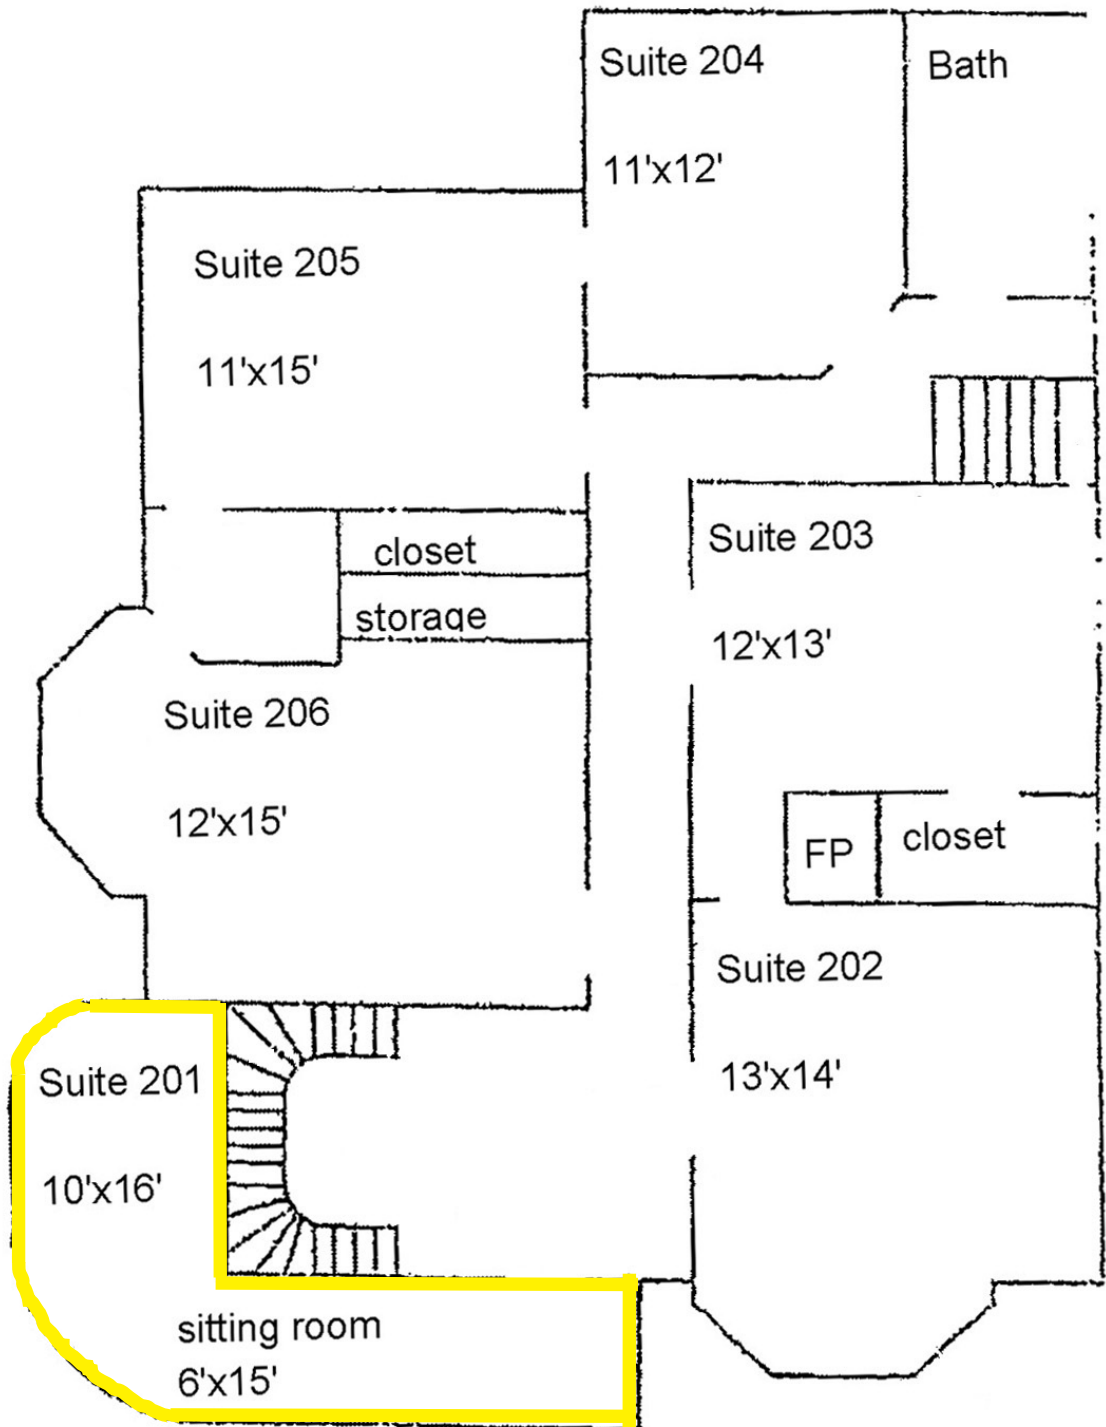 Suite 204
Bath
11'x12'
Suite 205
11'x15'
closet
storage
Suite 203
12'x13'
Suite 206
12'x15'
FP
closet
Suite 202
13'x14'
Suite 201
10'x16'
sitting room
6'x15'